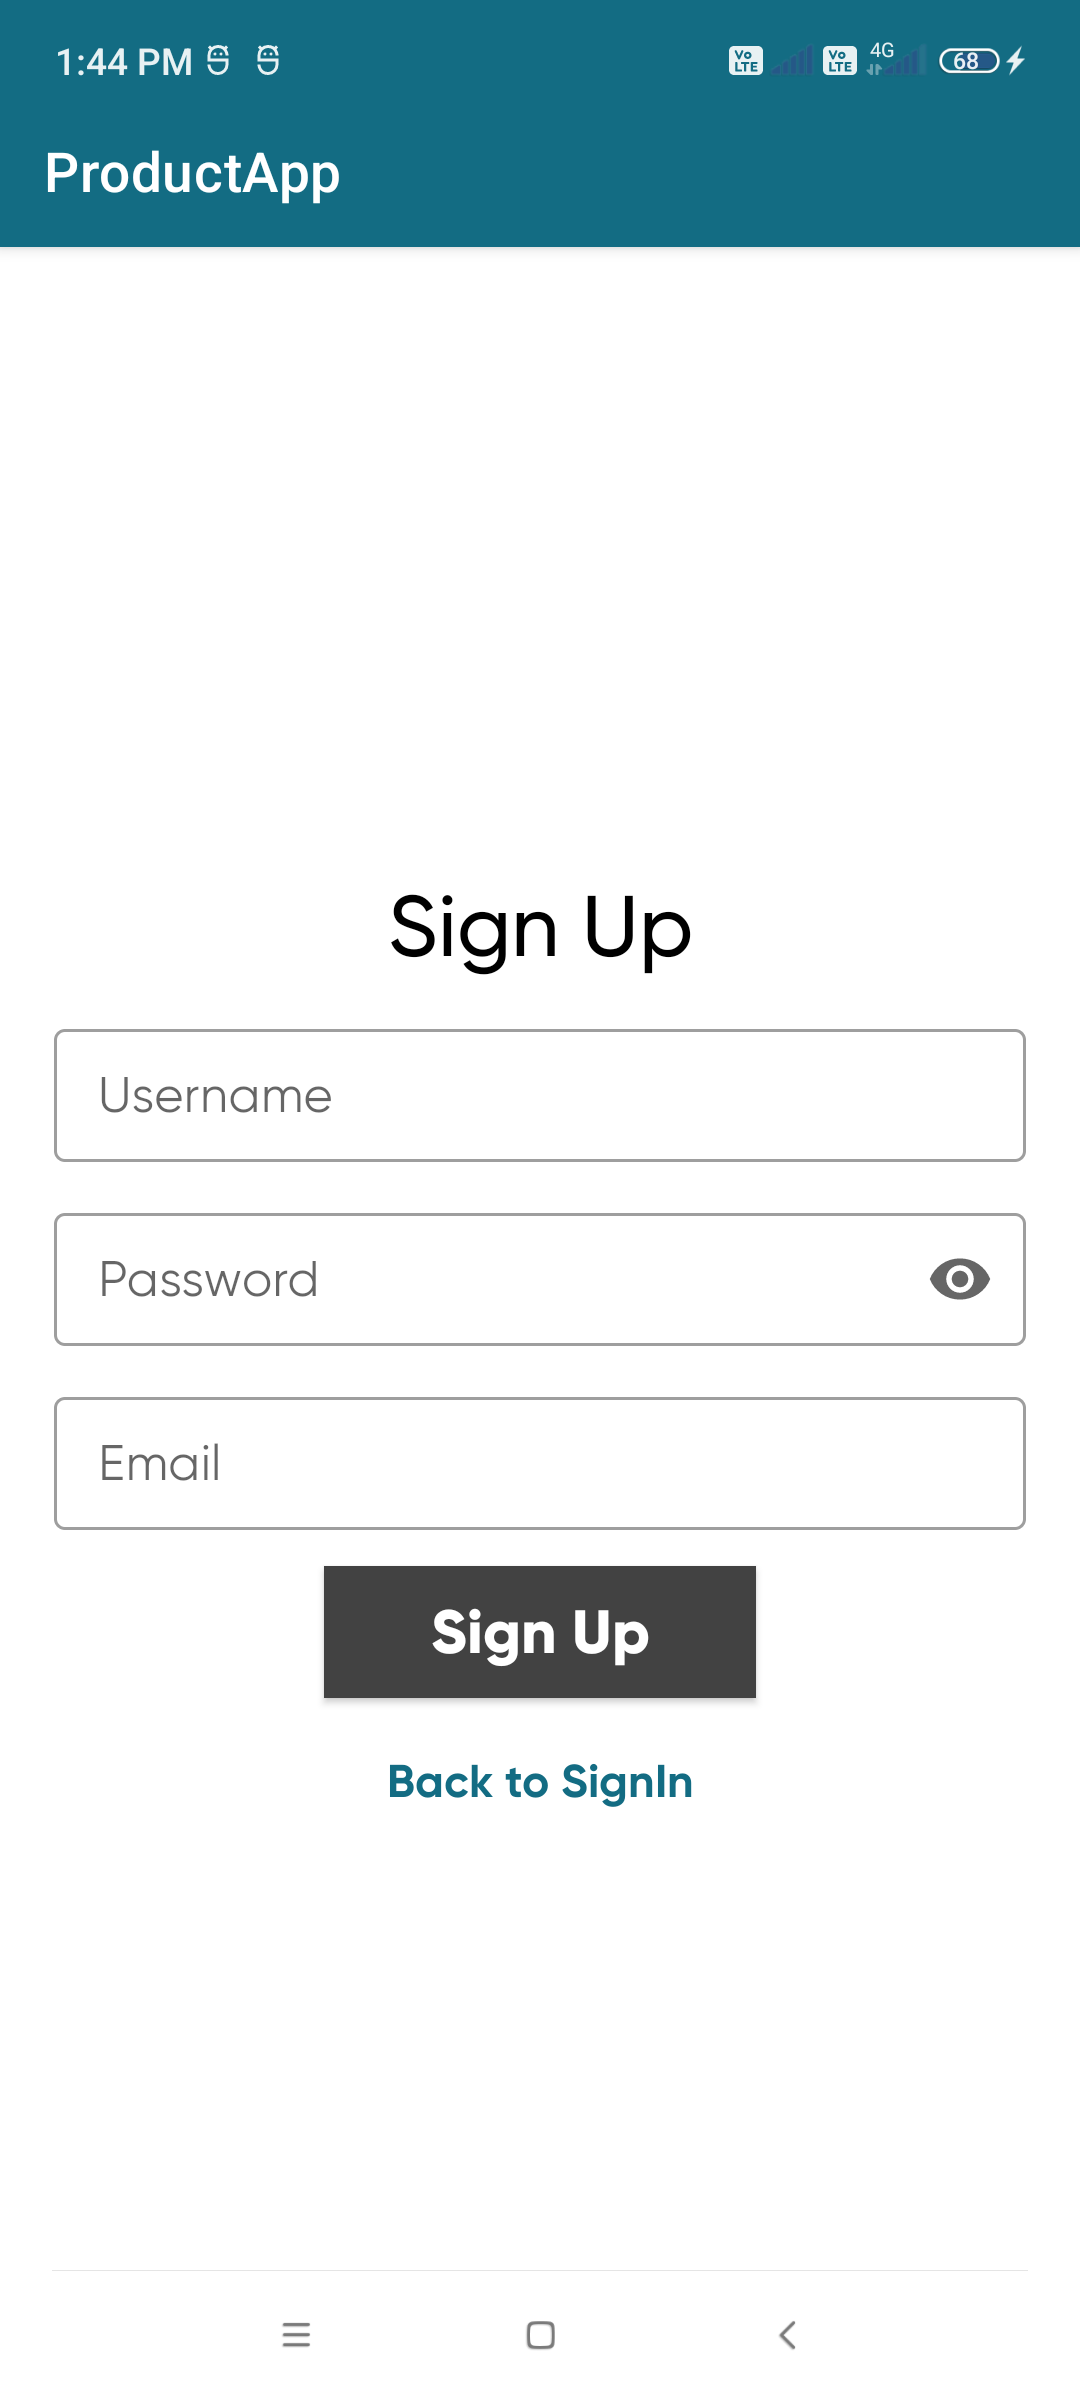 1:44 PM
Vo LTE
Vo LTE
4G
68
ProductApp
Sign Up
Username
Password
Email
Sign Up
Back to SignIn